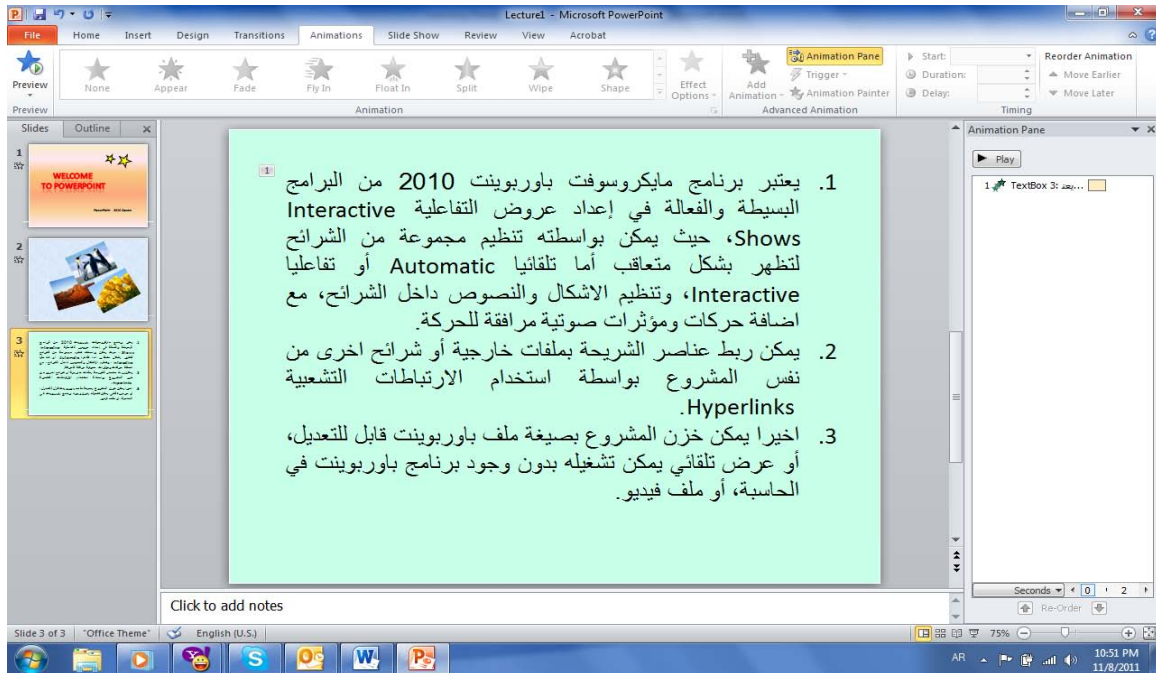 Lecture1 - Microsoft PowerPoint
File Home Insert Design Transitions Animations Slide Show Review View Acrobat
Preview
None
Appear
Fade
Fly In
Float In
Split
Wipe
Shape
Effect Options
Add Animation
Animation Pane
Trigger
Animation Painter
Start:
Duration:
Delay:
Reorder Animation
Move Earlier
Move Later
Preview
Animation
Advanced Animation
Timing
Slides Outline
1
WELCOME
TO POWERPOINT
2
3
1
1. يعتبر برنامج مايكروسوفت باوربوينت 2010 من البرامج
البسيطة والفعالة في إعداد عروض التفاعلية Interactive
Shows، حيث يمكن بواسطته تنظيم مجموعة من الشرائح
لتظهر بشكل متعاقب أما تلقائيا Automatic أو تفاعليا
Interactive، وتنظيم الاشكال والنصوص داخل الشرائح، مع
اضافة حركات ومؤثرات صوتية مرافقة للحركة.
2. يمكن ربط عناصر الشريحة بملفات خارجية أو شرائح اخرى من
نفس المشروع بواسطة استخدام الارتباطات التشعبية
Hyperlinks.
3. اخيرا يمكن خزن المشروع بصيغة ملف باوربوينت قابل للتعديل،
أو عرض تلقائي يمكن تشغيله بدون وجود برنامج باوربوينت في
الحاسبة، أو ملف فيديو.
Animation Pane
Play
1 TextBox 3: يعد...
Seconds 0 2
Re-Order
Click to add notes
Slide 3 of 3 "Office Theme" English (U.S.) 75%
AR 10:51 PM
11/8/2011